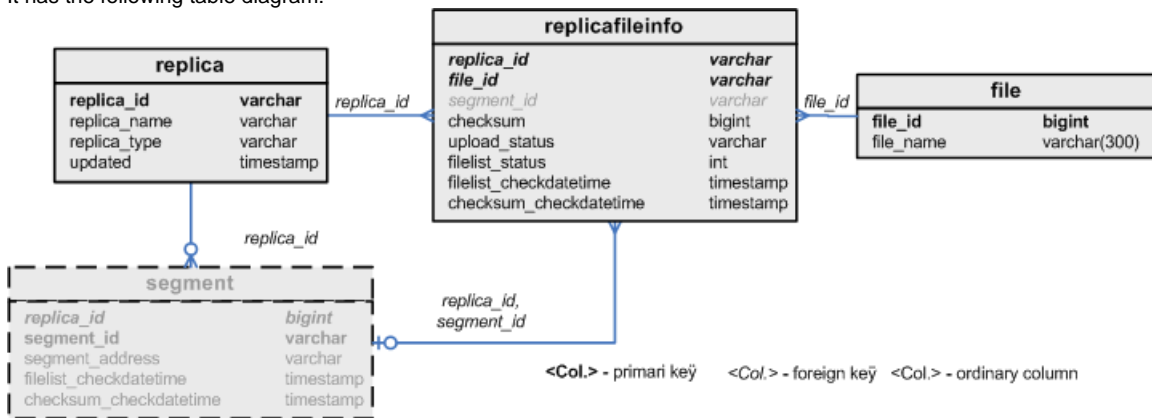 It has the following table diagram:
replicafileinfo
replica_id varchar
file_id varchar
segment_id varchar
checksum bigint
upload_status varchar
filelist_status int
filelist_checkdatetime timestamp
checksum_checkdatetime timestamp
replica
replica_id varchar
replica_name varchar
replica_type varchar
updated timestamp
replica_id
file_id
file
file_id bigint
file_name varchar(300)
replica_id
segment
replica_id bigint
segment_id varchar
segment_address varchar
filelist_checkdatetime timestamp
checksum_checkdatetime timestamp
replica_id,
segment_id
<Col.> - primari keÿ <Col.> - foreign keÿ <Col.> - ordinary column